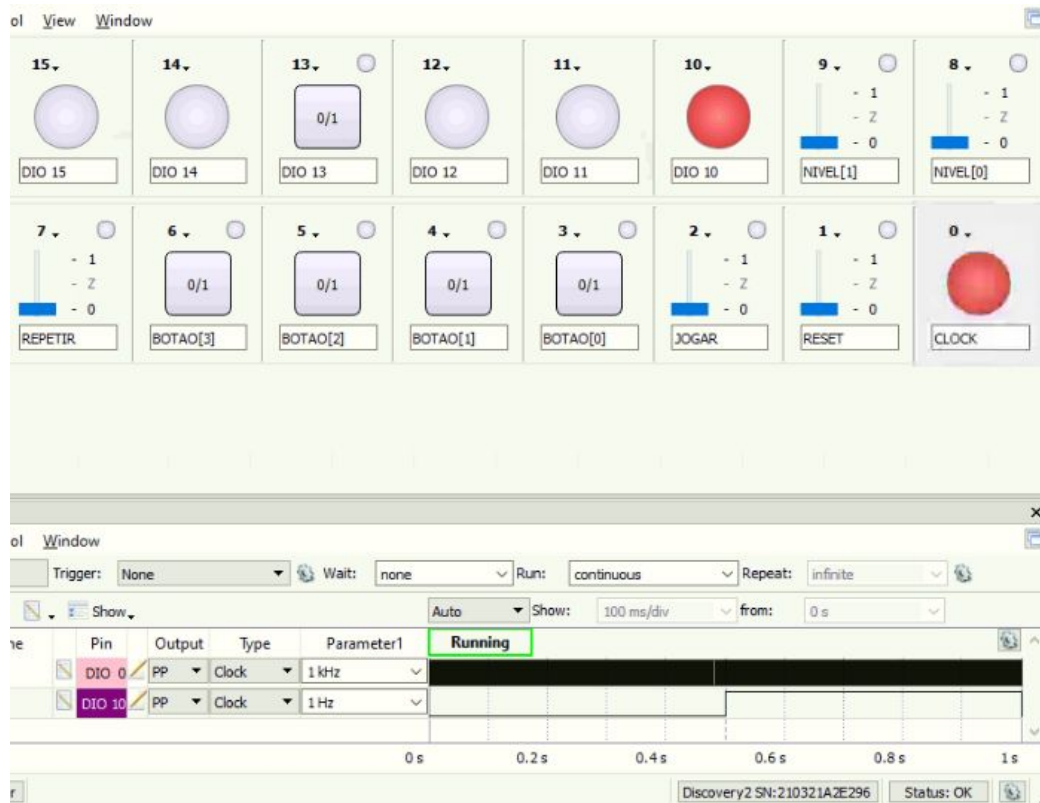 ol View Window
15 14 13 12 11 10 9 8
0/1 - 1 - Z - 0 - 1 - Z - 0
DIO 15 DIO 14 DIO 13 DIO 12 DIO 11 DIO 10 NIVEL[1] NIVEL[0]
7 6 5 4 3 2 1 0
- 1 - Z - 0 0/1 0/1 0/1 0/1 - 1 - Z - 0 - 1 - Z - 0
REPETIR BOTAO[3] BOTAO[2] BOTAO[1] BOTAO[0] JOGAR RESET CLOCK
ol Window
Trigger: None Wait: none Run: continuous Repeat: infinite
Show Auto Show: 100 ms/div from: 0 s
ne Pin Output Type Parameter1 Running
DIO 0 PP Clock 1 kHz
DIO 10 PP Clock 1 Hz
0 s 0.2 s 0.4 s 0.6 s 0.8 s 1 s
r Discovery2 SN:210321A2E296 Status: OK